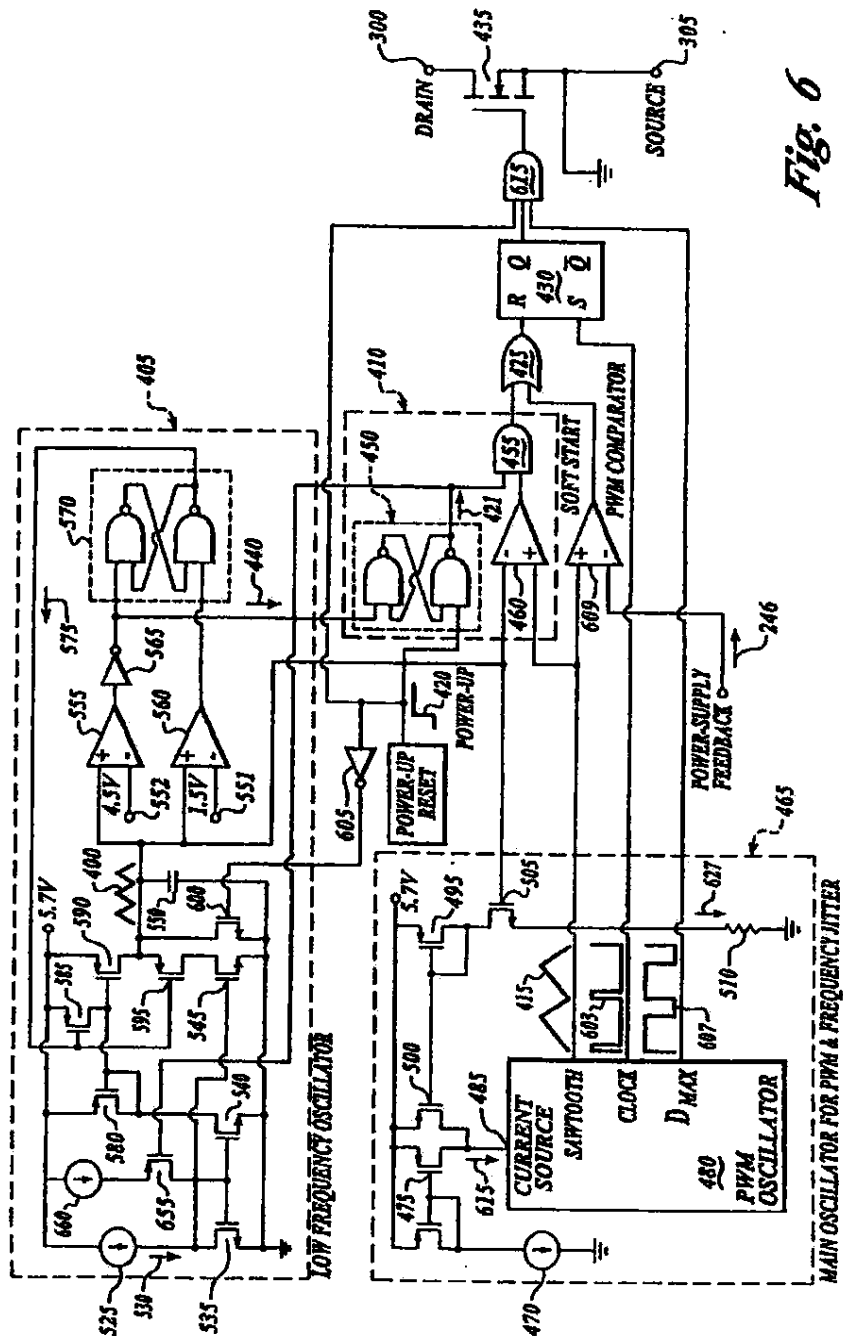 405
570
575
440
565
555
560
4.5V
1.5V
552
551
400
590
5.7V
585
550
600
595
545
580
540
655
660
525
530
535
LOW FREQUENCY OSCILLATOR
410
450
455
421
460
SOFT START
425
PWM COMPARATOR
609
430
R
Q
S
Q
615
DRAIN
300
435
305
SOURCE
605
420
POWER-UP
POWER-UP
RESET
246
POWER-SUPPLY
FEEDBACK
465
5.7V
495
505
627
510
500
475
615
485
470
415
603
607
CURRENT
SOURCE
SAWTOOTH
CLOCK
D MAX
480
PWM
OSCILLATOR
MAIN OSCILLATOR FOR PWM & FREQUENCY JITTER
Fig. 6